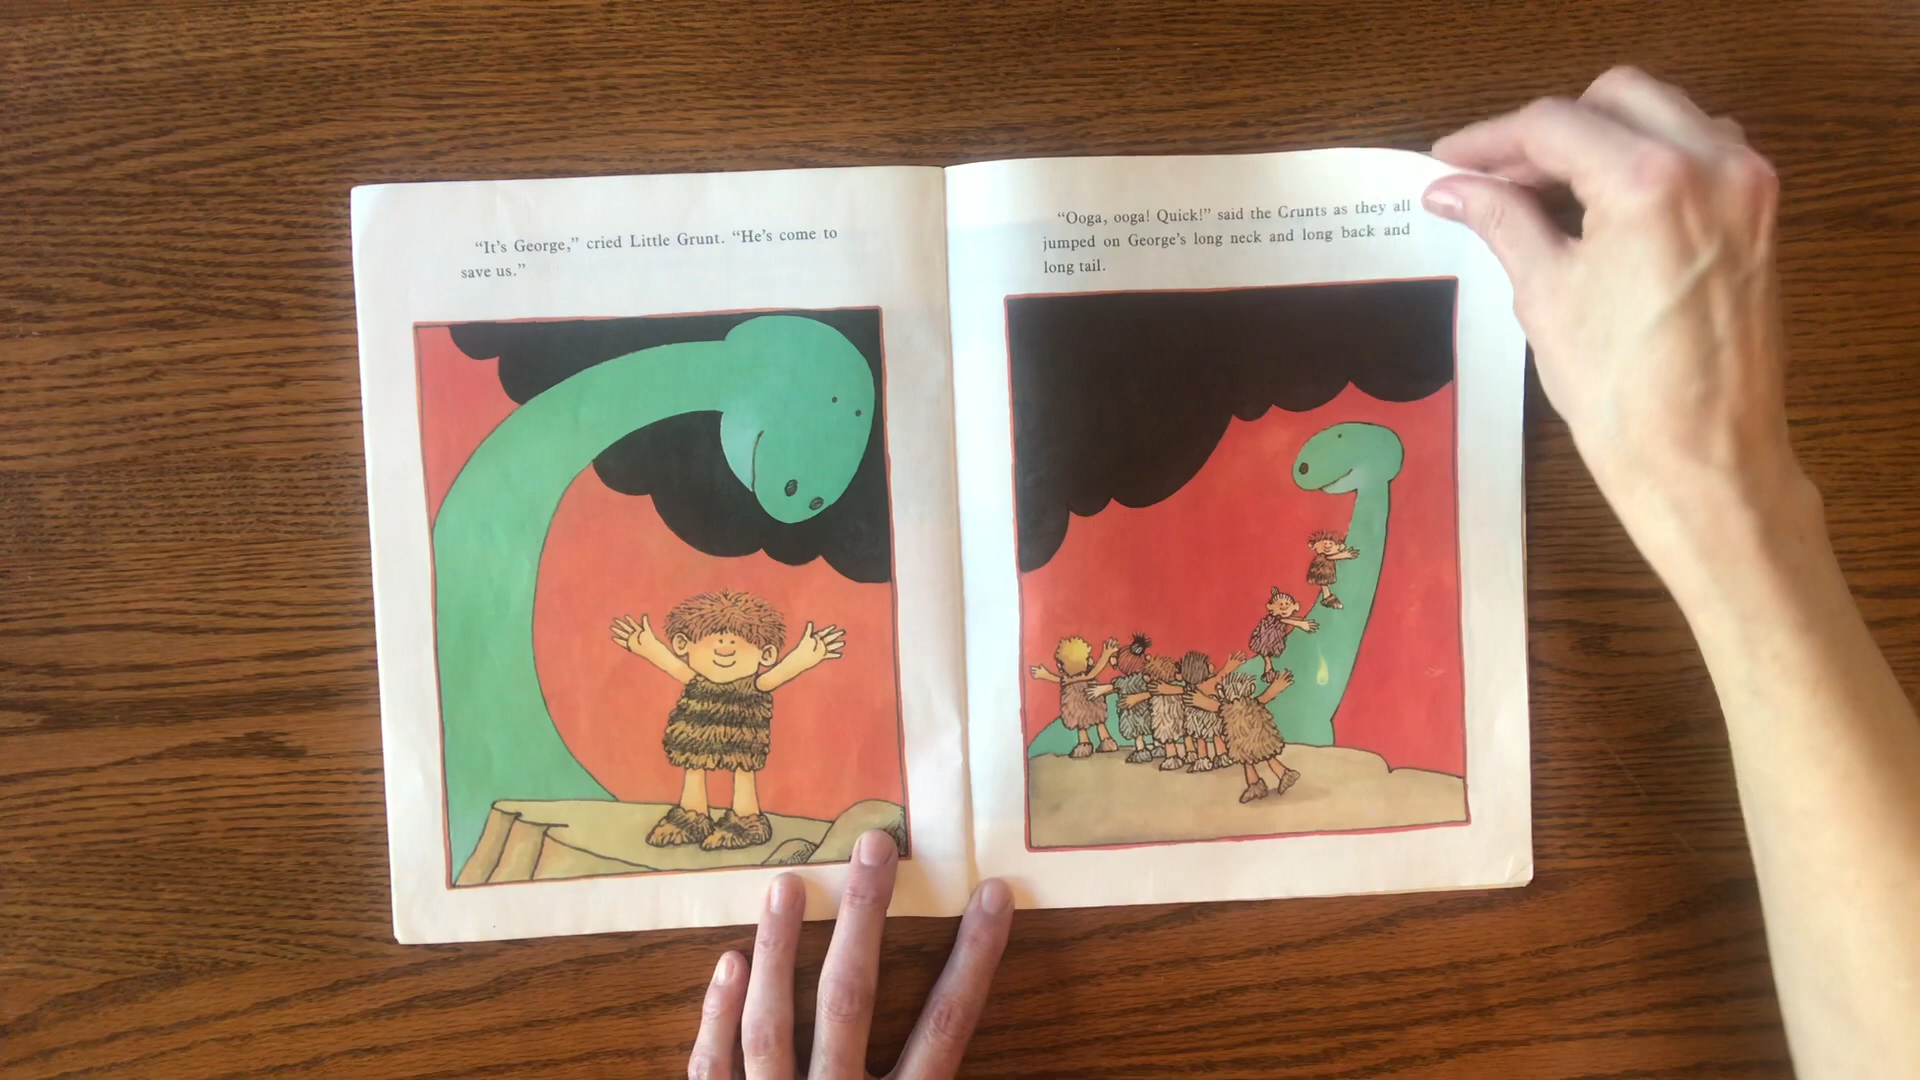 “It’s George,” cried Little Grunt. “He’s come to
save us.”
“Ooga, ooga! Quick!” said the Grunts as they all
jumped on George’s long neck and long back and
long tail.